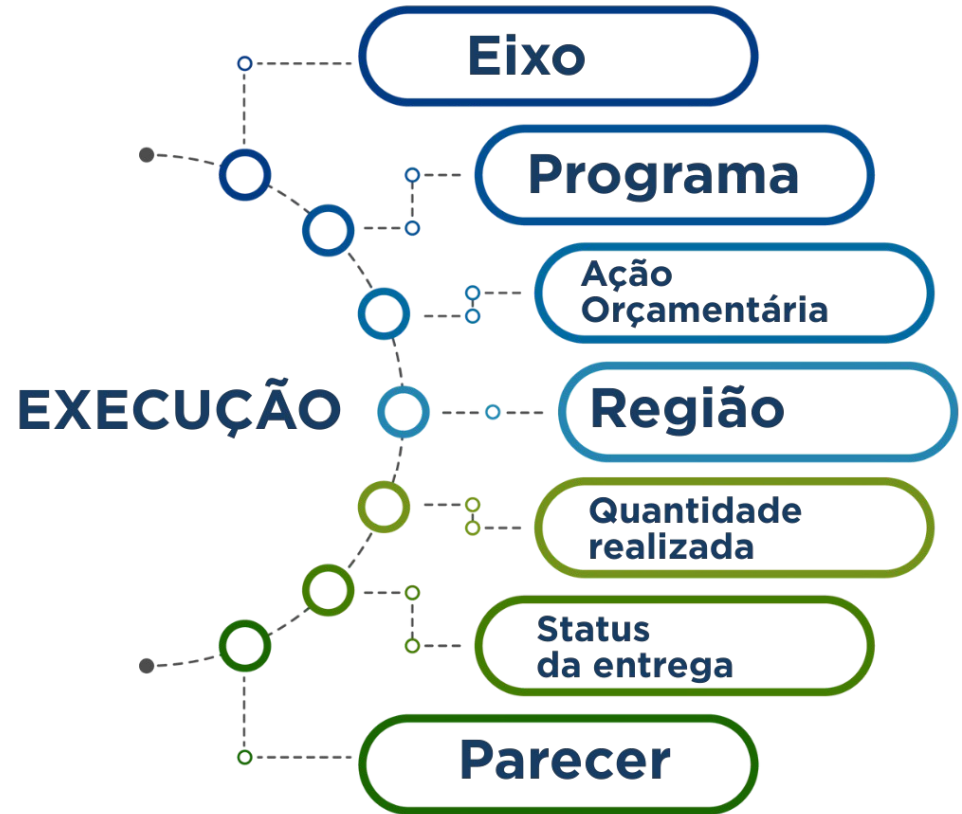 Eixo
Programa
Ação
Orçamentária
EXECUÇÃO
Região
Quantidade
realizada
Status
da entrega
Parecer